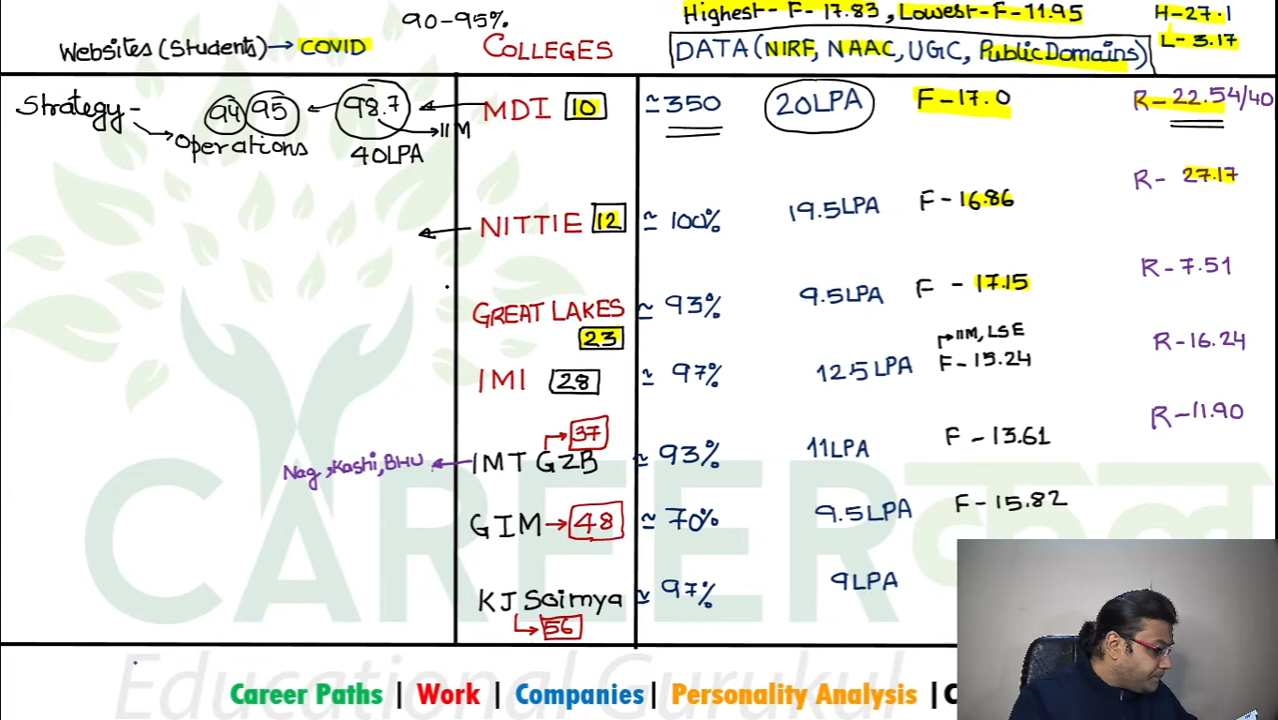 90-95%
Highest- F- 17.83, Lowest-F-11.95
H-27.1
L- 3.17
Websites (Students)→ COVID
COLLEGES
DATA (NIRF, NAAC, UGC, Public Domains)
Strategy -
94 95 ← 98.7 ← MDI 10 ≃350 20LPA F-17.0 R-22.54/40
→ IIM
→ Operations
40LPA
← NITTIE 12 ≃ 100% 19.5LPA F-16.86 R- 27.17
GREAT LAKES ≃ 93% 9.5LPA F - 17.15 R-7.51
23
→IIM, LSE
IMI 28 ≃ 97% 12.5LPA F-15.24 R-16.24
37
Nag, Kashi, BHU ← IMT GZB ≃ 93% 11LPA F-13.61 R-11.90
GIM→ 48 ≃ 70% 9.5LPA F-15.82
KJ Soimya ≃ 97% 9LPA
→ 56
CAREERकुल
Educational Gurukul
Career Paths | Work | Companies | Personality Analysis |